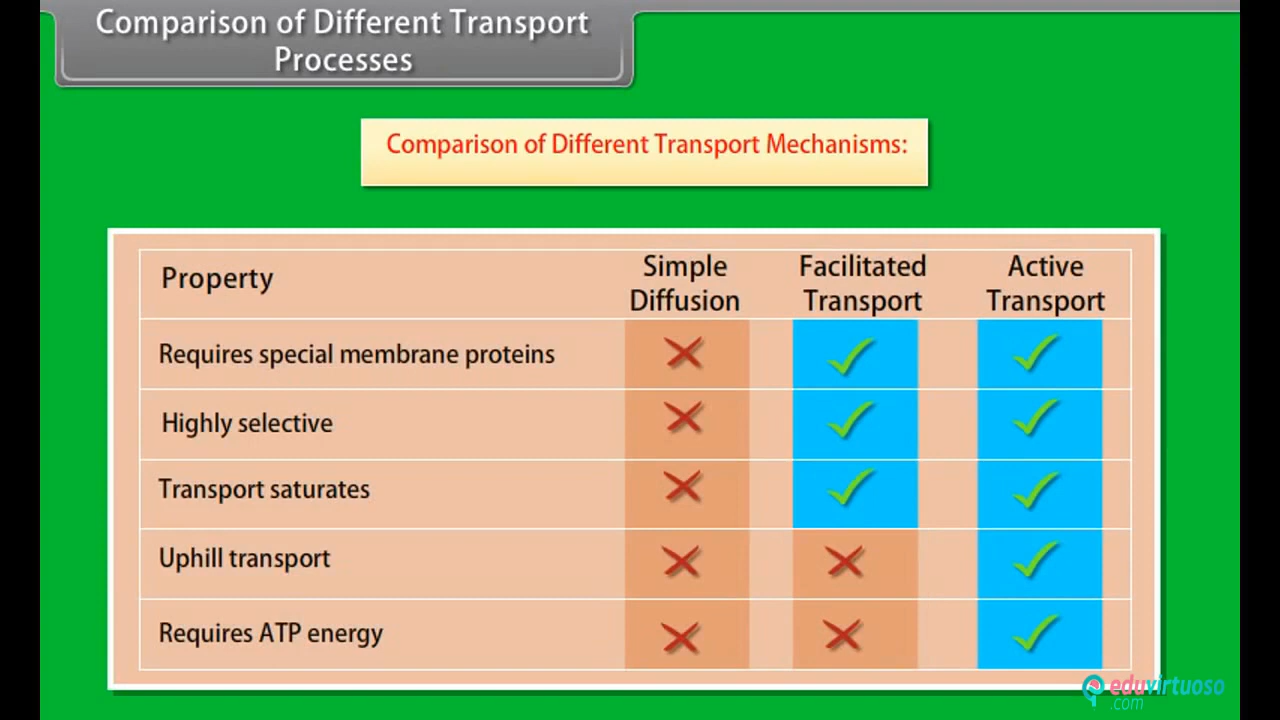 Comparison of Different Transport
Processes
Comparison of Different Transport Mechanisms:
Property
Simple
Diffusion
Facilitated
Transport
Active
Transport
Requires special membrane proteins
Highly selective
Transport saturates
Uphill transport
Requires ATP energy
eduvirtuoso
.com